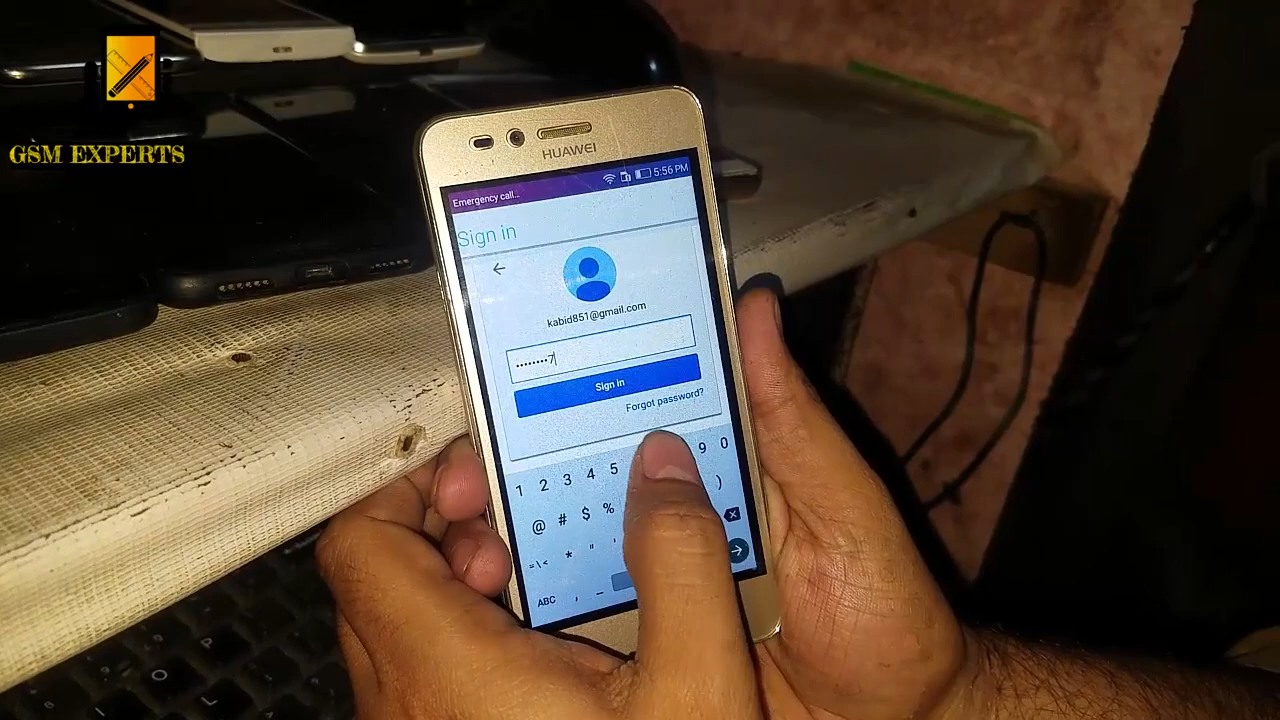 GSM EXPERTS
HUAWEI
Emergency call...
5:56 PM
Sign in
kabid851@gmail.com
••••••••7
Sign in
Forgot password?
1 2 3 4 5 9 0
@ # $ % )
=\< * " '
ABC , _
O P
L